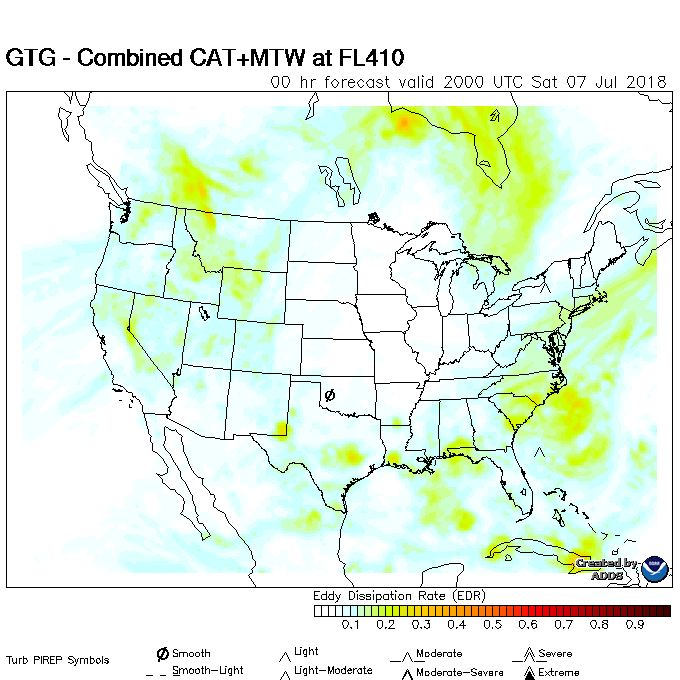 GTG - Combined CAT+MTW at FL410
00 hr forecast valid 2000 UTC Sat 07 Jul 2018
Created by
ADDS
Eddy Dissipation Rate (EDR)
0.1 0.2 0.3 0.4 0.5 0.6 0.7 0.8 0.9
Turb PIREP Symbols
Smooth Light Moderate Severe
Smooth-Light Light-Moderate Moderate-Severe Extreme